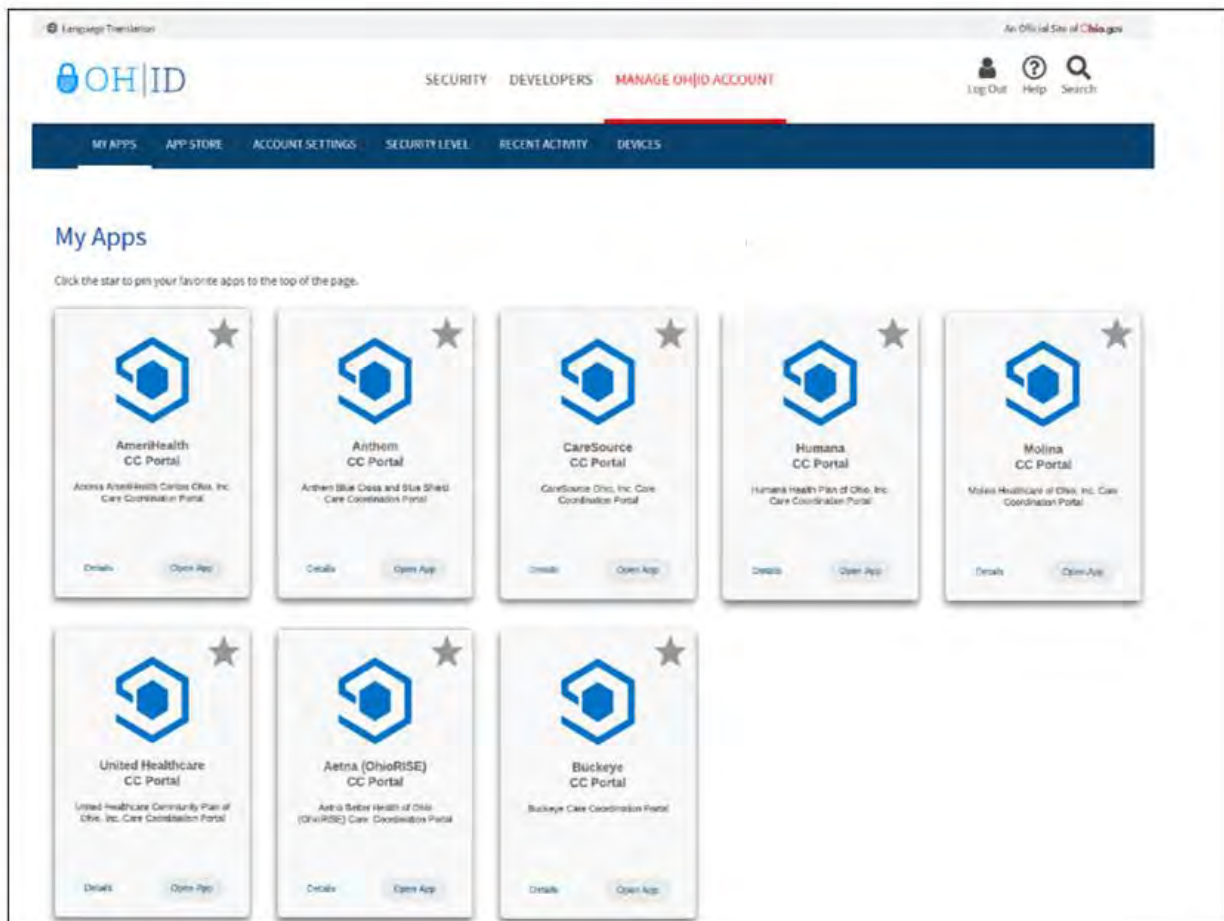 Language Translation
An Official Site of Ohio.gov
OH|ID
SECURITY DEVELOPERS MANAGE OH|ID ACCOUNT
Log Out Help Search
MY APPS APP STORE ACCOUNT SETTINGS SECURITY LEVEL RECENT ACTIVITY DEVICES
My Apps
Click the star to pin your favorite apps to the top of the page.
AmeriHealth
CC Portal
Access AmeriHealth Caritas Ohio, Inc.
Care Coordination Portal
Details Open App
Anthem
CC Portal
Anthem Blue Cross and Blue Shield
Care Coordination Portal
Details Open App
CareSource
CC Portal
CareSource Ohio, Inc. Care
Coordination Portal
Details Open App
Humana
CC Portal
Humana Health Plan of Ohio, Inc.
Care Coordination Portal
Details Open App
Molina
CC Portal
Molina Healthcare of Ohio, Inc. Care
Coordination Portal
Details Open App
United Healthcare
CC Portal
United Healthcare Community Plan of
Ohio, Inc. Care Coordination Portal
Details Open App
Aetna (OhioRISE)
CC Portal
Aetna Better Health of Ohio
(OhioRISE) Care Coordination Portal
Details Open App
Buckeye
CC Portal
Buckeye Care Coordination Portal
Details Open App